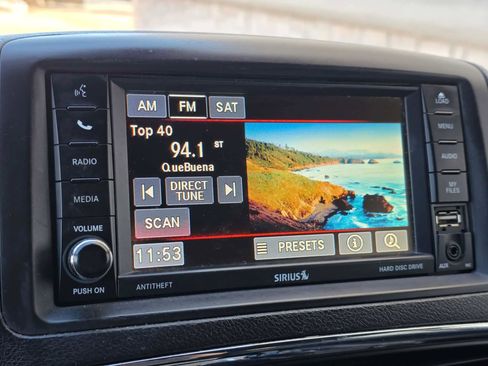 AM FM SAT
Top 40
94.1 ST
QueBuena
DIRECT
TUNE
SCAN
11:53
PRESETS
RADIO
MEDIA
VOLUME
PUSH ON
ANTITHEFT
SIRIUS
HARD DISC DRIVE
LOAD
MENU
AUDIO
MY
FILES
AUX